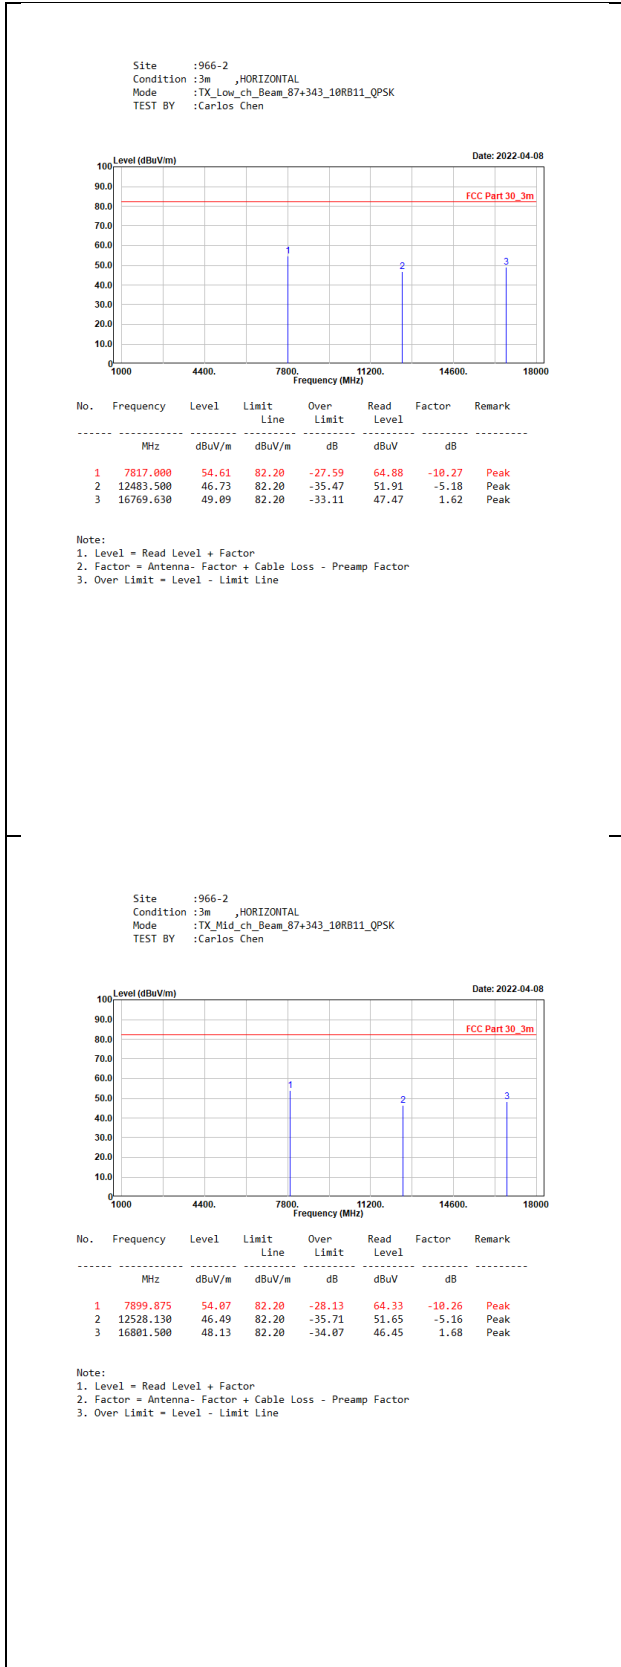 Site      :966-2
Condition :3m    ,HORIZONTAL
Mode      :TX_Low_ch_Beam_87+343_10RB11_QPSK
TEST BY   :Carlos Chen
Level (dBuV/m) Date: 2022-04-08
100
90.0
FCC Part 30_3m
80.0
70.0
60.0
1
50.0
2
3
40.0
30.0
20.0
10.0
0
1000 4400. 7800. 11200. 14600. 18000
Frequency (MHz)
No. Frequency Level Limit Over Read Factor Remark
Line Limit Level
------ ----------- -------- --------- --------- --------- -------- ---------
MHz dBuV/m dBuV/m dB dBuV dB
1 7817.000 54.61 82.20 -27.59 64.88 -10.27 Peak
2 12483.500 46.73 82.20 -35.47 51.91 -5.18 Peak
3 16769.630 49.09 82.20 -33.11 47.47 1.62 Peak
Note:
1. Level = Read Level + Factor
2. Factor = Antenna- Factor + Cable Loss - Preamp Factor
3. Over Limit = Level - Limit Line
Site      :966-2
Condition :3m    ,HORIZONTAL
Mode      :TX_Mid_ch_Beam_87+343_10RB11_QPSK
TEST BY   :Carlos Chen
Level (dBuV/m) Date: 2022-04-08
100
90.0
FCC Part 30_3m
80.0
70.0
60.0
1
50.0
2
3
40.0
30.0
20.0
10.0
0
1000 4400. 7800. 11200. 14600. 18000
Frequency (MHz)
No. Frequency Level Limit Over Read Factor Remark
Line Limit Level
------ ----------- -------- --------- --------- --------- -------- ---------
MHz dBuV/m dBuV/m dB dBuV dB
1 7899.875 54.07 82.20 -28.13 64.33 -10.26 Peak
2 12528.130 46.49 82.20 -35.71 51.65 -5.16 Peak
3 16801.500 48.13 82.20 -34.07 46.45 1.68 Peak
Note:
1. Level = Read Level + Factor
2. Factor = Antenna- Factor + Cable Loss - Preamp Factor
3. Over Limit = Level - Limit Line